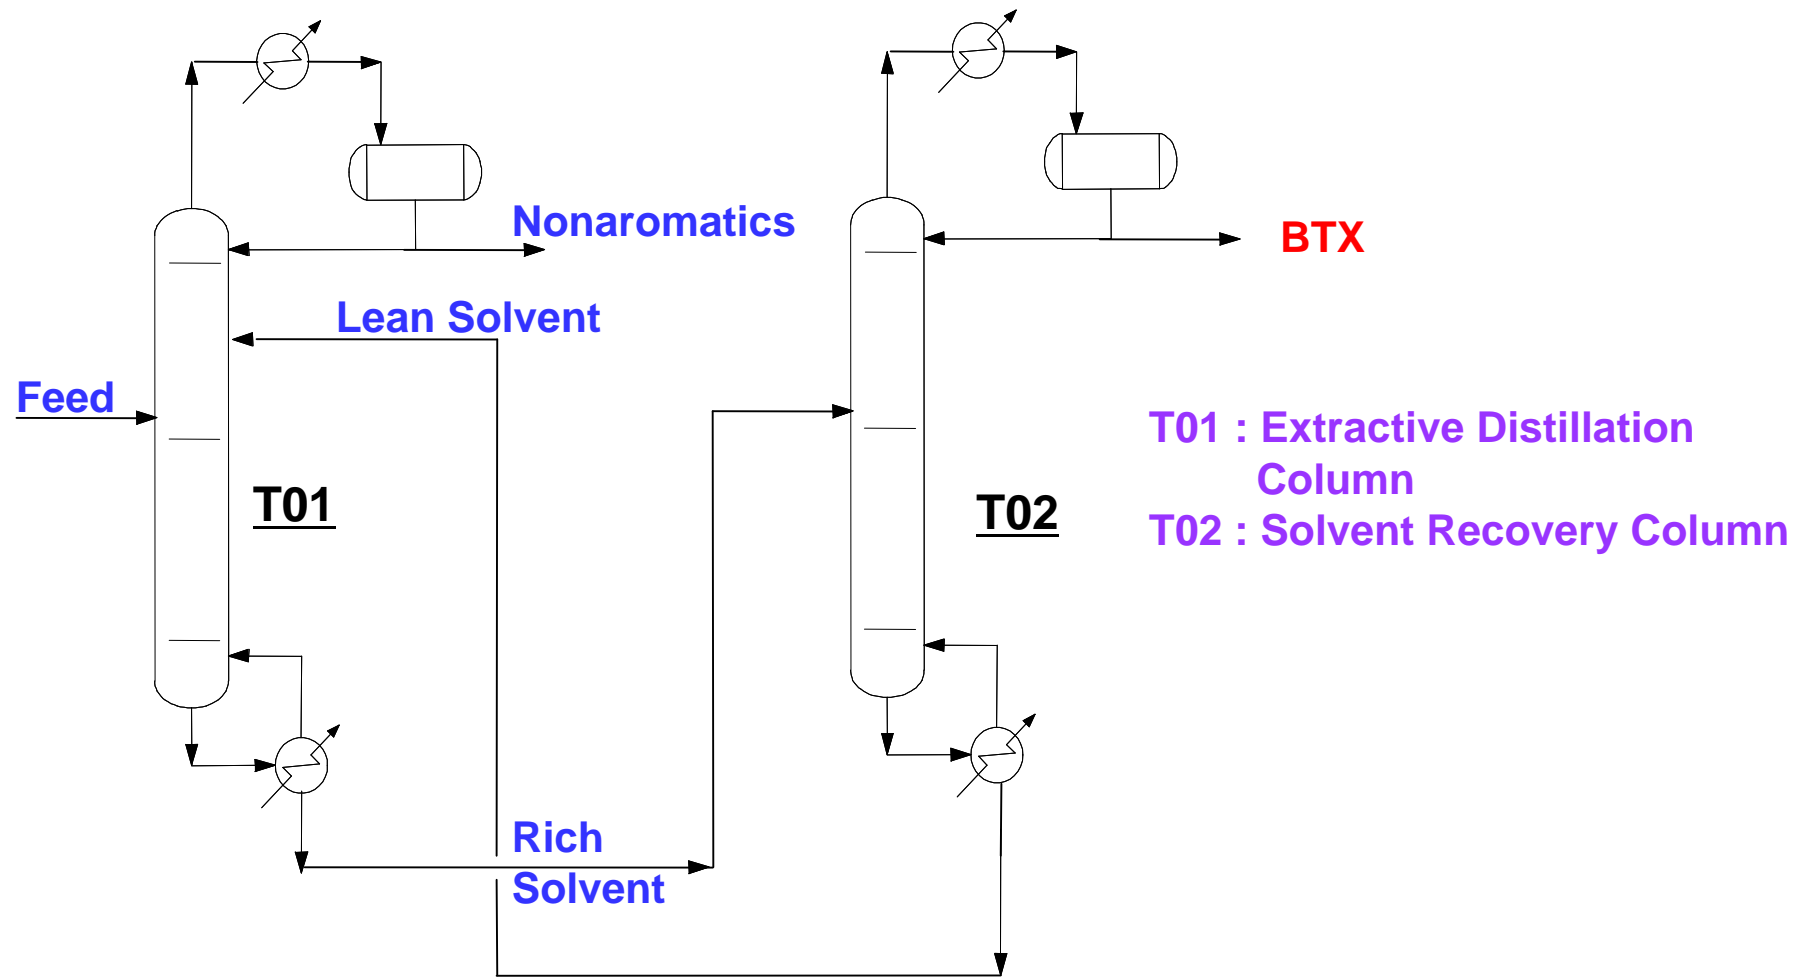 Nonaromatics
BTX
Lean Solvent
Feed
T01 : Extractive Distillation
Column
T02 : Solvent Recovery Column
T01
T02
Rich
Solvent